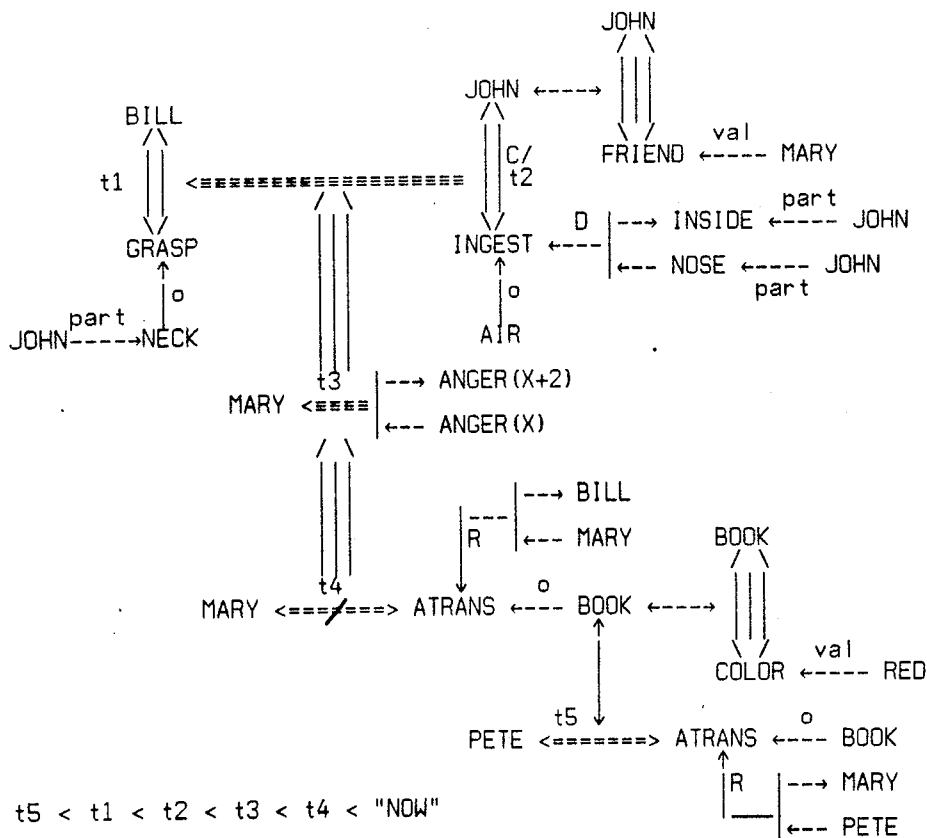 JOHN
JOHN <----->
BILL
C/
t2
FRIEND <----- val MARY
t1 <≡≡≡≡≡≡≡≡≡≡≡≡≡≡≡≡≡≡≡
GRASP
INGEST <---- D ---→ INSIDE <---- part JOHN
<--- NOSE <---- part JOHN
o
o
JOHN part -----→NECK
AIR
t3 ---→ ANGER(X+2)
MARY <≡≡≡≡
<--- ANGER(X)
---→ BILL
R <--- MARY
BOOK
t4
MARY <=====> ATRANS <---- o BOOK <----->
COLOR <----- val RED
t5
PETE <========> ATRANS <---- o BOOK
R ---→ MARY
<--- PETE
t5 < t1 < t2 < t3 < t4 < "NOW"